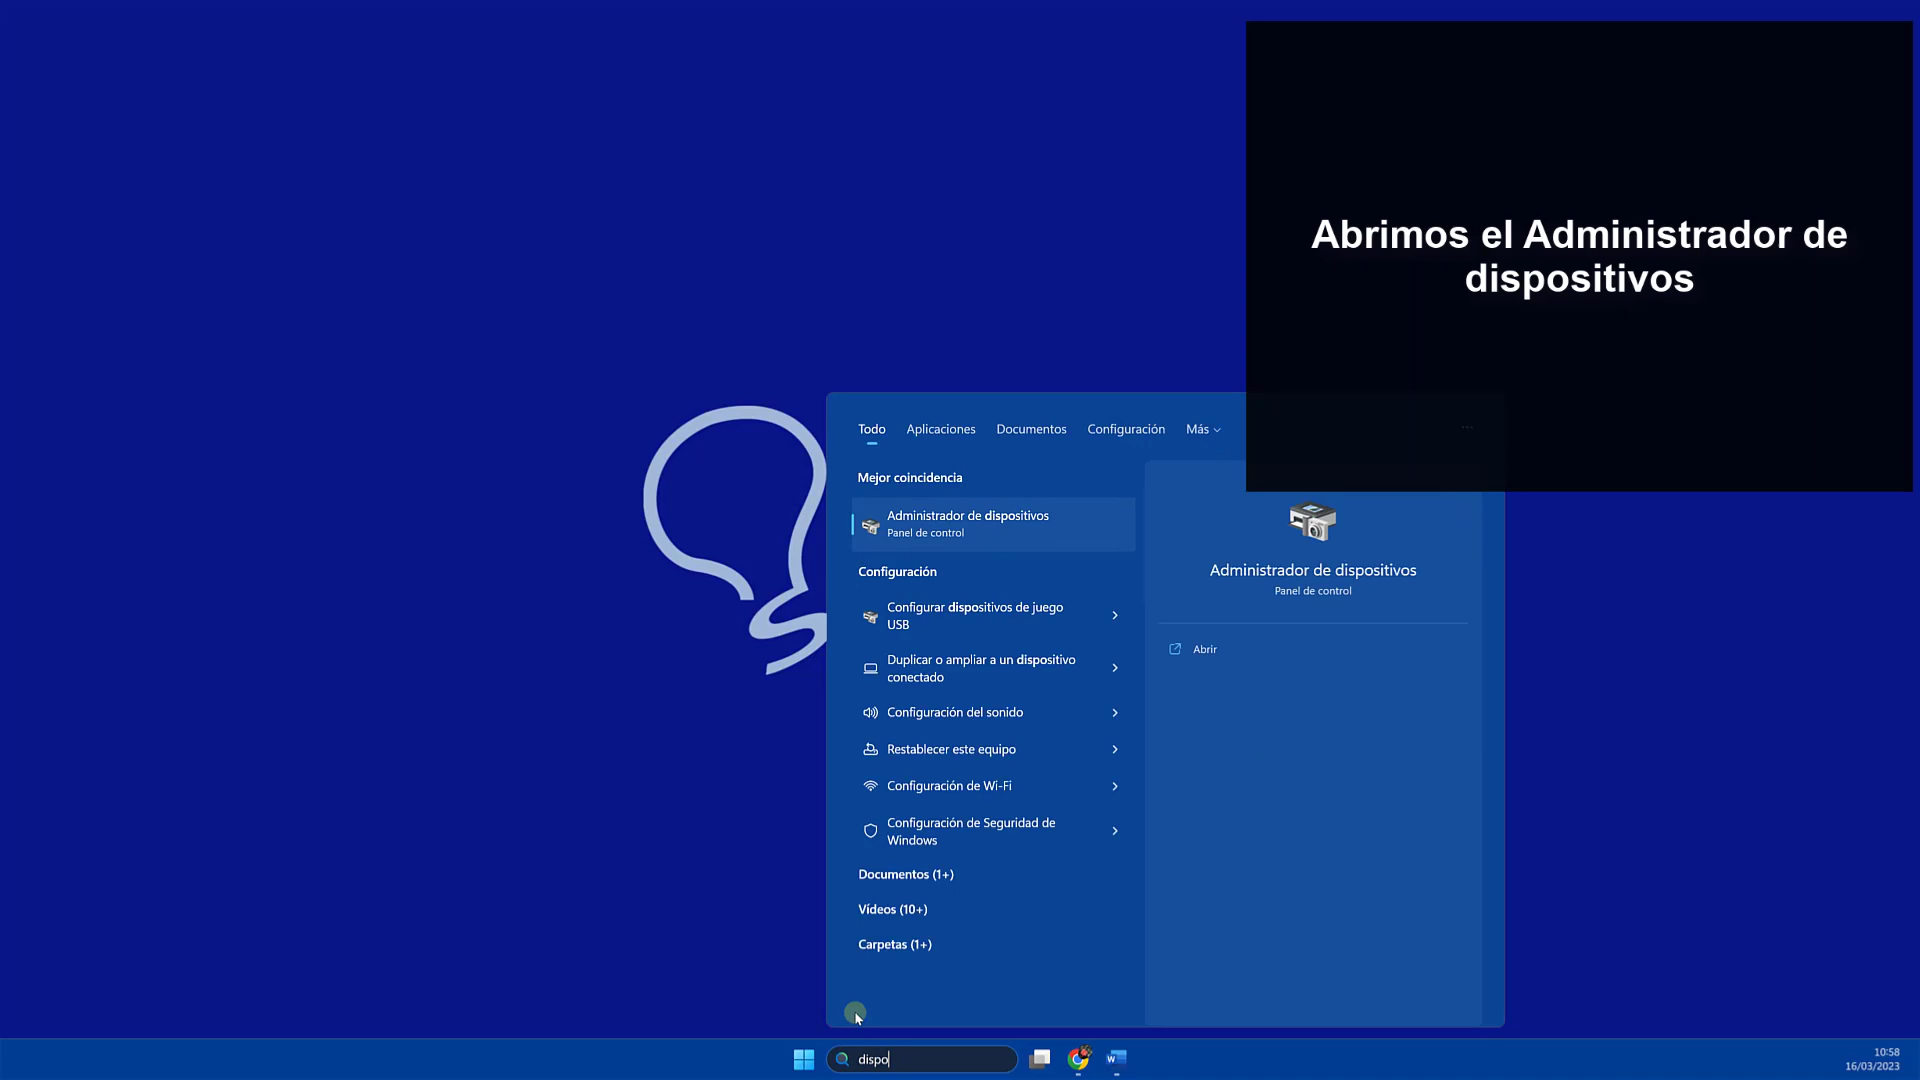 Abrimos el Administrador de
dispositivos
Todo Aplicaciones Documentos Configuración Más
Mejor coincidencia
Administrador de dispositivos
Panel de control
Configuración
Configurar dispositivos de juego
USB
Duplicar o ampliar a un dispositivo
conectado
Configuración del sonido
Restablecer este equipo
Configuración de Wi-Fi
Configuración de Seguridad de
Windows
Documentos (1+)
Vídeos (10+)
Carpetas (1+)
Administrador de dispositivos
Panel de control
Abrir
dispo
10:58
16/03/2023